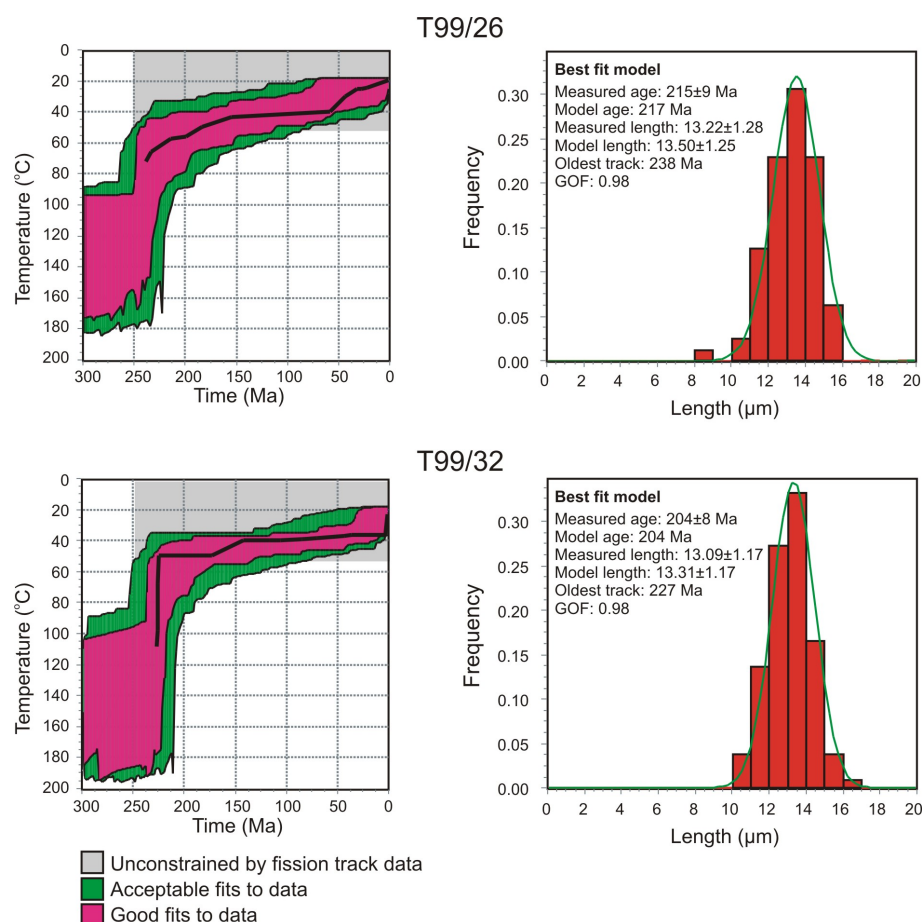 T99/26
0
20
40
60
80
100
120
140
160
180
200
300
250
200
150
100
50
0
Temperature (°C)
Time (Ma)
Best fit model
Measured age: 215±9 Ma
Model age: 217 Ma
Measured length: 13.22±1.28
Model length: 13.50±1.25
Oldest track: 238 Ma
GOF: 0.98
0.30
0.25
0.20
0.15
0.10
0.05
0.00
0 2 4 6 8 10 12 14 16 18 20
Frequency
Length (µm)
T99/32
0
20
40
60
80
100
120
140
160
180
200
300
250
200
150
100
50
0
Temperature (°C)
Time (Ma)
Best fit model
Measured age: 204±8 Ma
Model age: 204 Ma
Measured length: 13.09±1.17
Model length: 13.31±1.17
Oldest track: 227 Ma
GOF: 0.98
0.30
0.25
0.20
0.15
0.10
0.05
0.00
0 2 4 6 8 10 12 14 16 18 20
Frequency
Length (µm)
Unconstrained by fission track data
Acceptable fits to data
Good fits to data